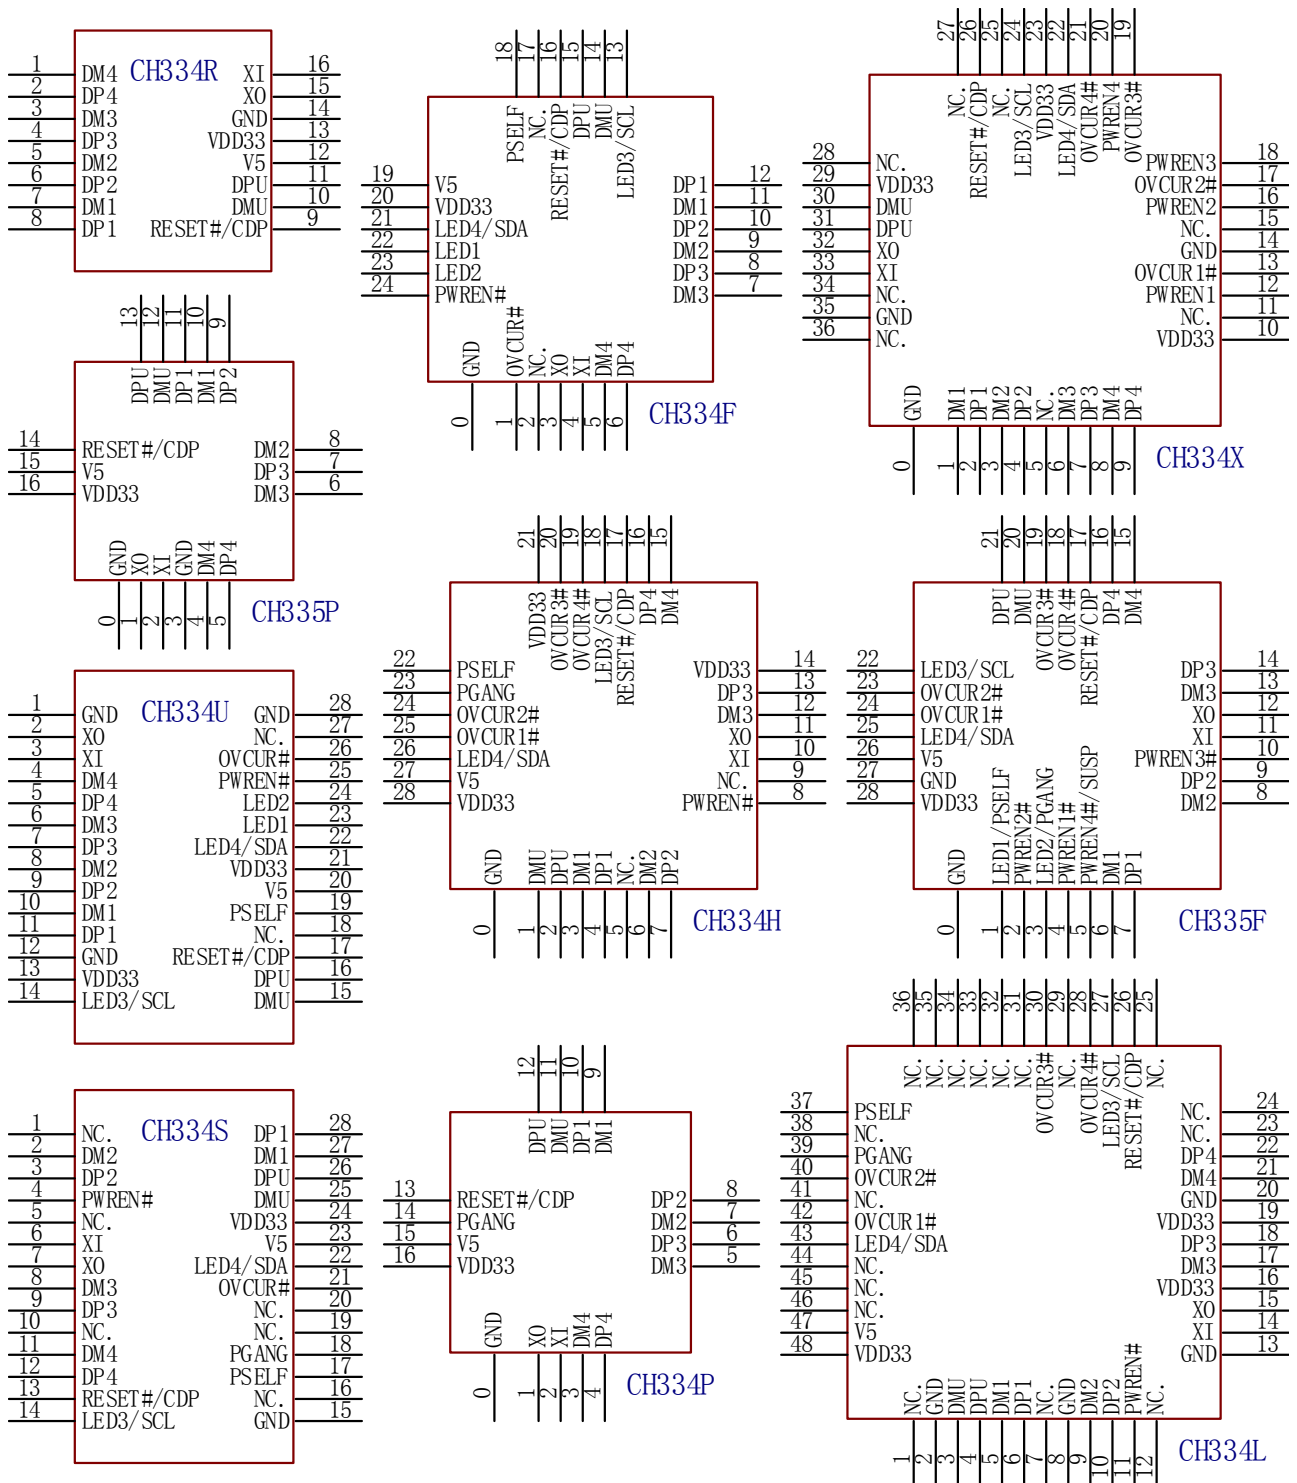 CH334R
1 DM4 XI 16
2 DP4 XO 15
3 DM3 GND 14
4 DP3 VDD33 13
5 DM2 V5 12
6 DP2 DPU 11
7 DM1 DMU 10
8 DP1 RESET#/CDP 9
18 17 16 15 14 13
PSELF NC. RESET#/CDP DPU DMU LED3/SCL
19 V5 DP1 12
20 VDD33 DM1 11
21 LED4/SDA DP2 10
22 LED1 DM2 9
23 LED2 DP3 8
24 PWREN# DM3 7
GND OVCUR# NC. XO XI DM4 DP4
0 1 2 3 4 5 6
CH334F
27 26 25 24 23 22 21 20 19
NC. RESET#/CDP NC. LED3/SCL VDD33 LED4/SDA OVCUR4# PWREN4 OVCUR3#
28 NC. PWREN3 18
29 VDD33 OVCUR2# 17
30 DMU PWREN2 16
31 DPU NC. 15
32 XO GND 14
33 XI OVCUR1# 13
34 NC. PWREN1 12
35 GND NC. 11
36 NC. VDD33 10
GND DM1 DP1 DM2 DP2 NC. DM3 DP3 DM4 DP4
0 1 2 3 4 5 6 7 8 9
CH334X
13 12 11 10 9
DPU DMU DP1 DM1 DP2
14 RESET#/CDP DM2 8
15 V5 DP3 7
16 VDD33 DM3 6
GND XO XI GND DM4 DP4
0 1 2 3 4 5
CH335P
21 20 19 18 17 16 15
VDD33 OVCUR3# OVCUR4# LED3/SCL RESET#/CDP DP4 DM4
22 PSELF VDD33 14
23 PGANG DP3 13
24 OVCUR2# DM3 12
25 OVCUR1# XO 11
26 LED4/SDA XI 10
27 V5 NC. 9
28 VDD33 PWREN# 8
GND DMU DPU DM1 DP1 NC. DM2 DP2
0 1 2 3 4 5 6 7
CH334H
21 20 19 18 17 16 15
DPU DMU OVCUR3# OVCUR4# RESET#/CDP DP4 DM4
22 LED3/SCL DP3 14
23 OVCUR2# DM3 13
24 OVCUR1# XO 12
25 LED4/SDA XI 11
26 V5 PWREN3# 10
27 GND DP2 9
28 VDD33 DM2 8
GND LED1/PSELF PWREN2# LED2/PGANG PWREN1# PWREN4#/SUSP DM1 DP1
0 1 2 3 4 5 6 7
CH335F
CH334U
1 GND GND 28
2 XO NC. 27
3 XI OVCUR# 26
4 DM4 PWREN# 25
5 DP4 LED2 24
6 DM3 LED1 23
7 DP3 LED4/SDA 22
8 DM2 VDD33 21
9 DP2 V5 20
10 DM1 PSELF 19
11 DP1 NC. 18
12 GND RESET#/CDP 17
13 VDD33 DPU 16
14 LED3/SCL DMU 15
CH334S
1 NC. DP1 28
2 DM2 DM1 27
3 DP2 DPU 26
4 PWREN# DMU 25
5 NC. VDD33 24
6 XI V5 23
7 XO LED4/SDA 22
8 DM3 OVCUR# 21
9 DP3 NC. 20
10 NC. NC. 19
11 DM4 PGANG 18
12 DP4 PSELF 17
13 RESET#/CDP NC. 16
14 LED3/SCL GND 15
12 11 10 9
DPU DMU DP1 DM1
13 RESET#/CDP DP2 8
14 PGANG DM2 7
15 V5 DP3 6
16 VDD33 DM3 5
GND XO XI DM4 DP4
0 1 2 3 4
CH334P
36 35 34 33 32 31 30 29 28 27 26 25
NC. NC. NC. NC. NC. NC. OVCUR3# NC. OVCUR4# LED3/SCL RESET#/CDP NC.
37 PSELF NC. 24
38 NC. NC. 23
39 PGANG DP4 22
40 OVCUR2# DM4 21
41 NC. GND 20
42 OVCUR1# VDD33 19
43 LED4/SDA DP3 18
44 NC. DM3 17
45 NC. VDD33 16
46 NC. XO 15
47 V5 XI 14
48 VDD33 GND 13
NC. GND DMU DPU DM1 DP1 NC. GND DM2 DP2 PWREN# NC.
1 2 3 4 5 6 7 8 9 10 11 12
CH334L